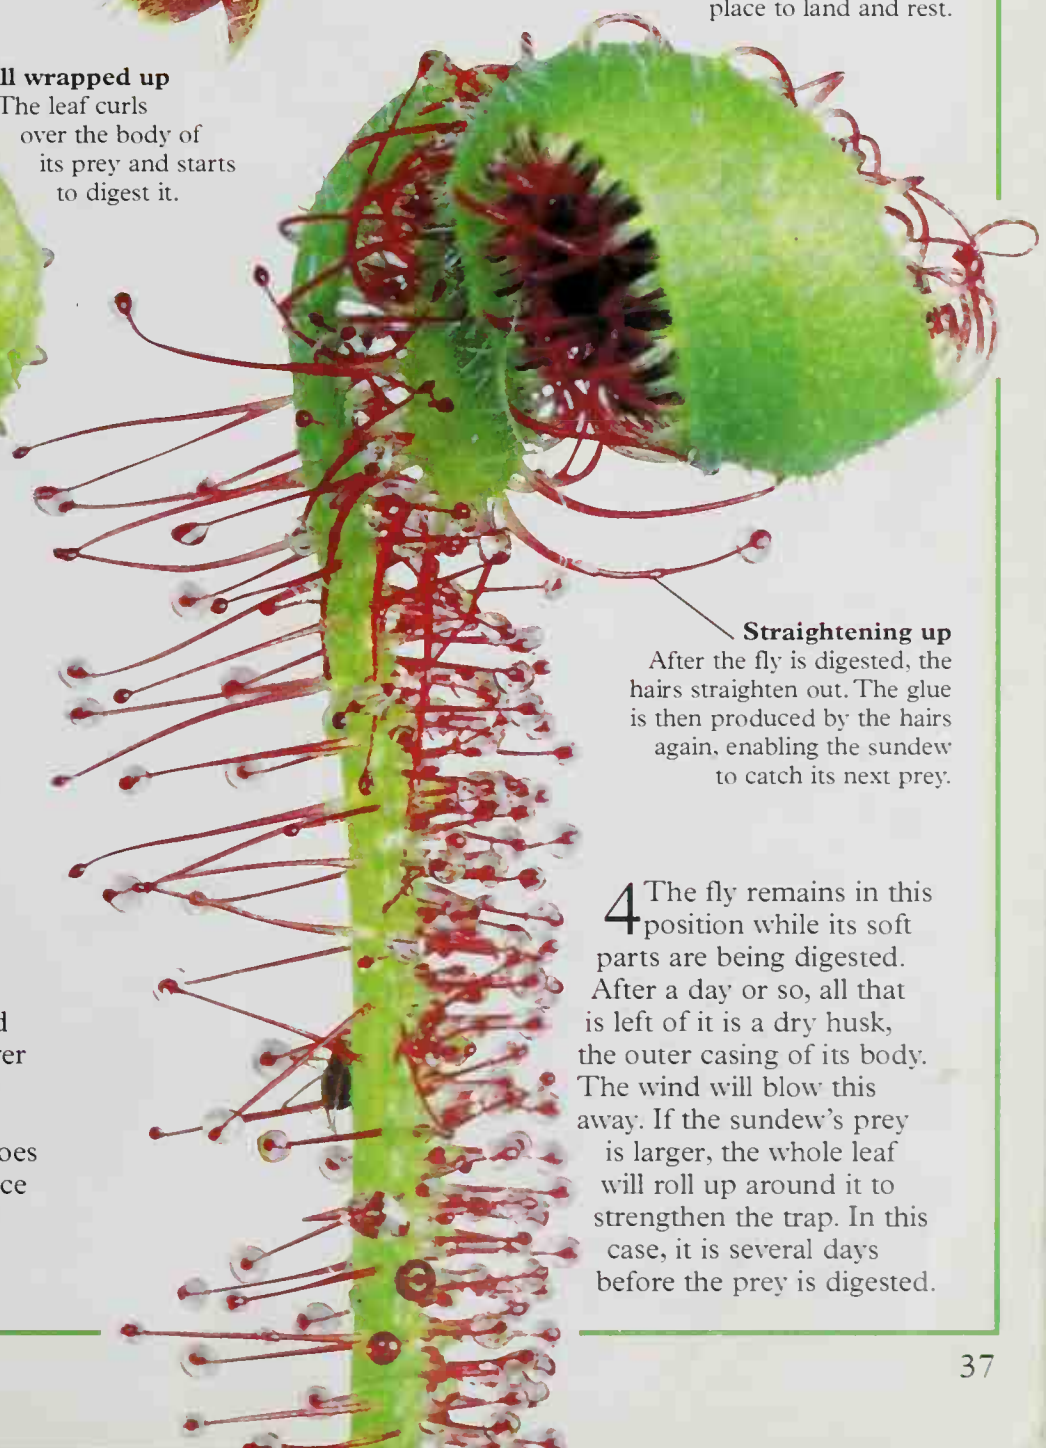 place to land and rest.
ll wrapped up
The leaf curls
over the body of
its prey and starts
to digest it.
Straightening up
After the fly is digested, the
hairs straighten out. The glue
is then produced by the hairs
again, enabling the sundew
to catch its next prey.
4 The fly remains in this
position while its soft
parts are being digested.
After a day or so, all that
is left of it is a dry husk,
the outer casing of its body.
The wind will blow this
away. If the sundew's prey
is larger, the whole leaf
will roll up around it to
strengthen the trap. In this
case, it is several days
before the prey is digested.
d
er
oes
ce
37